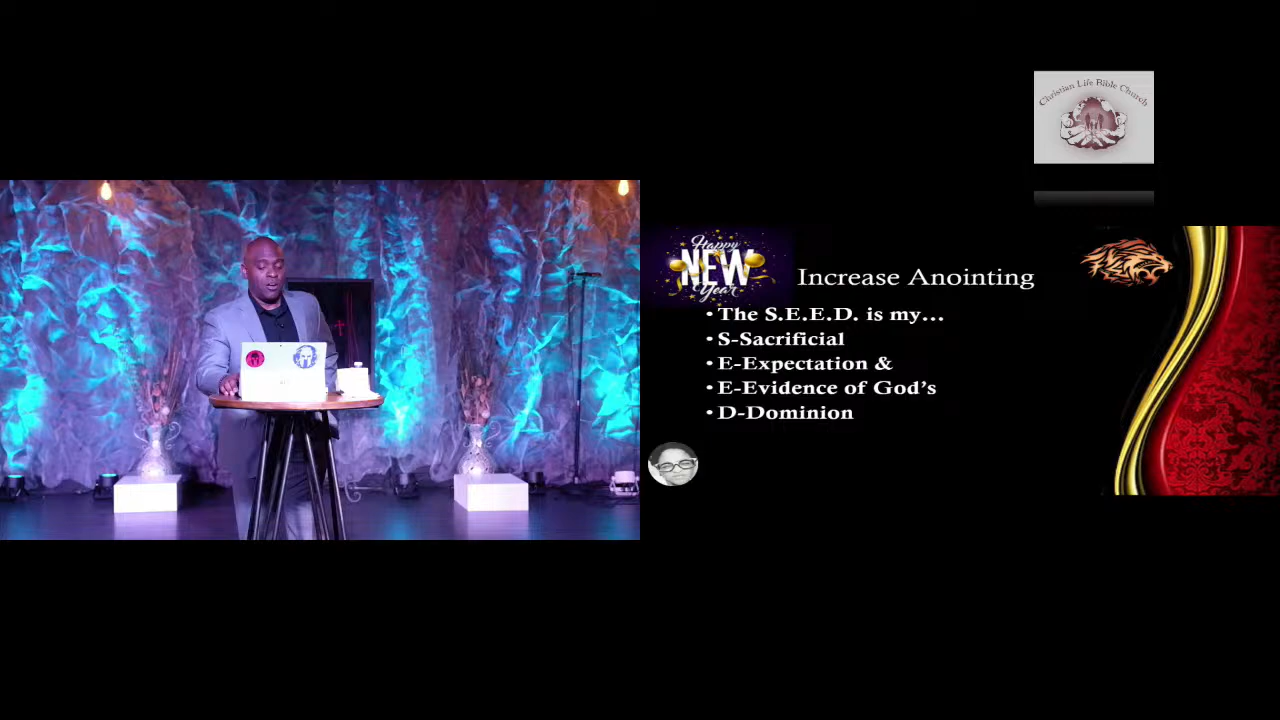 Christian Life Bible Church
Happy
NEW
Year
Increase Anointing
•The S.E.E.D. is my...
•S-Sacrificial
•E-Expectation &
•E-Evidence of God's
•D-Dominion